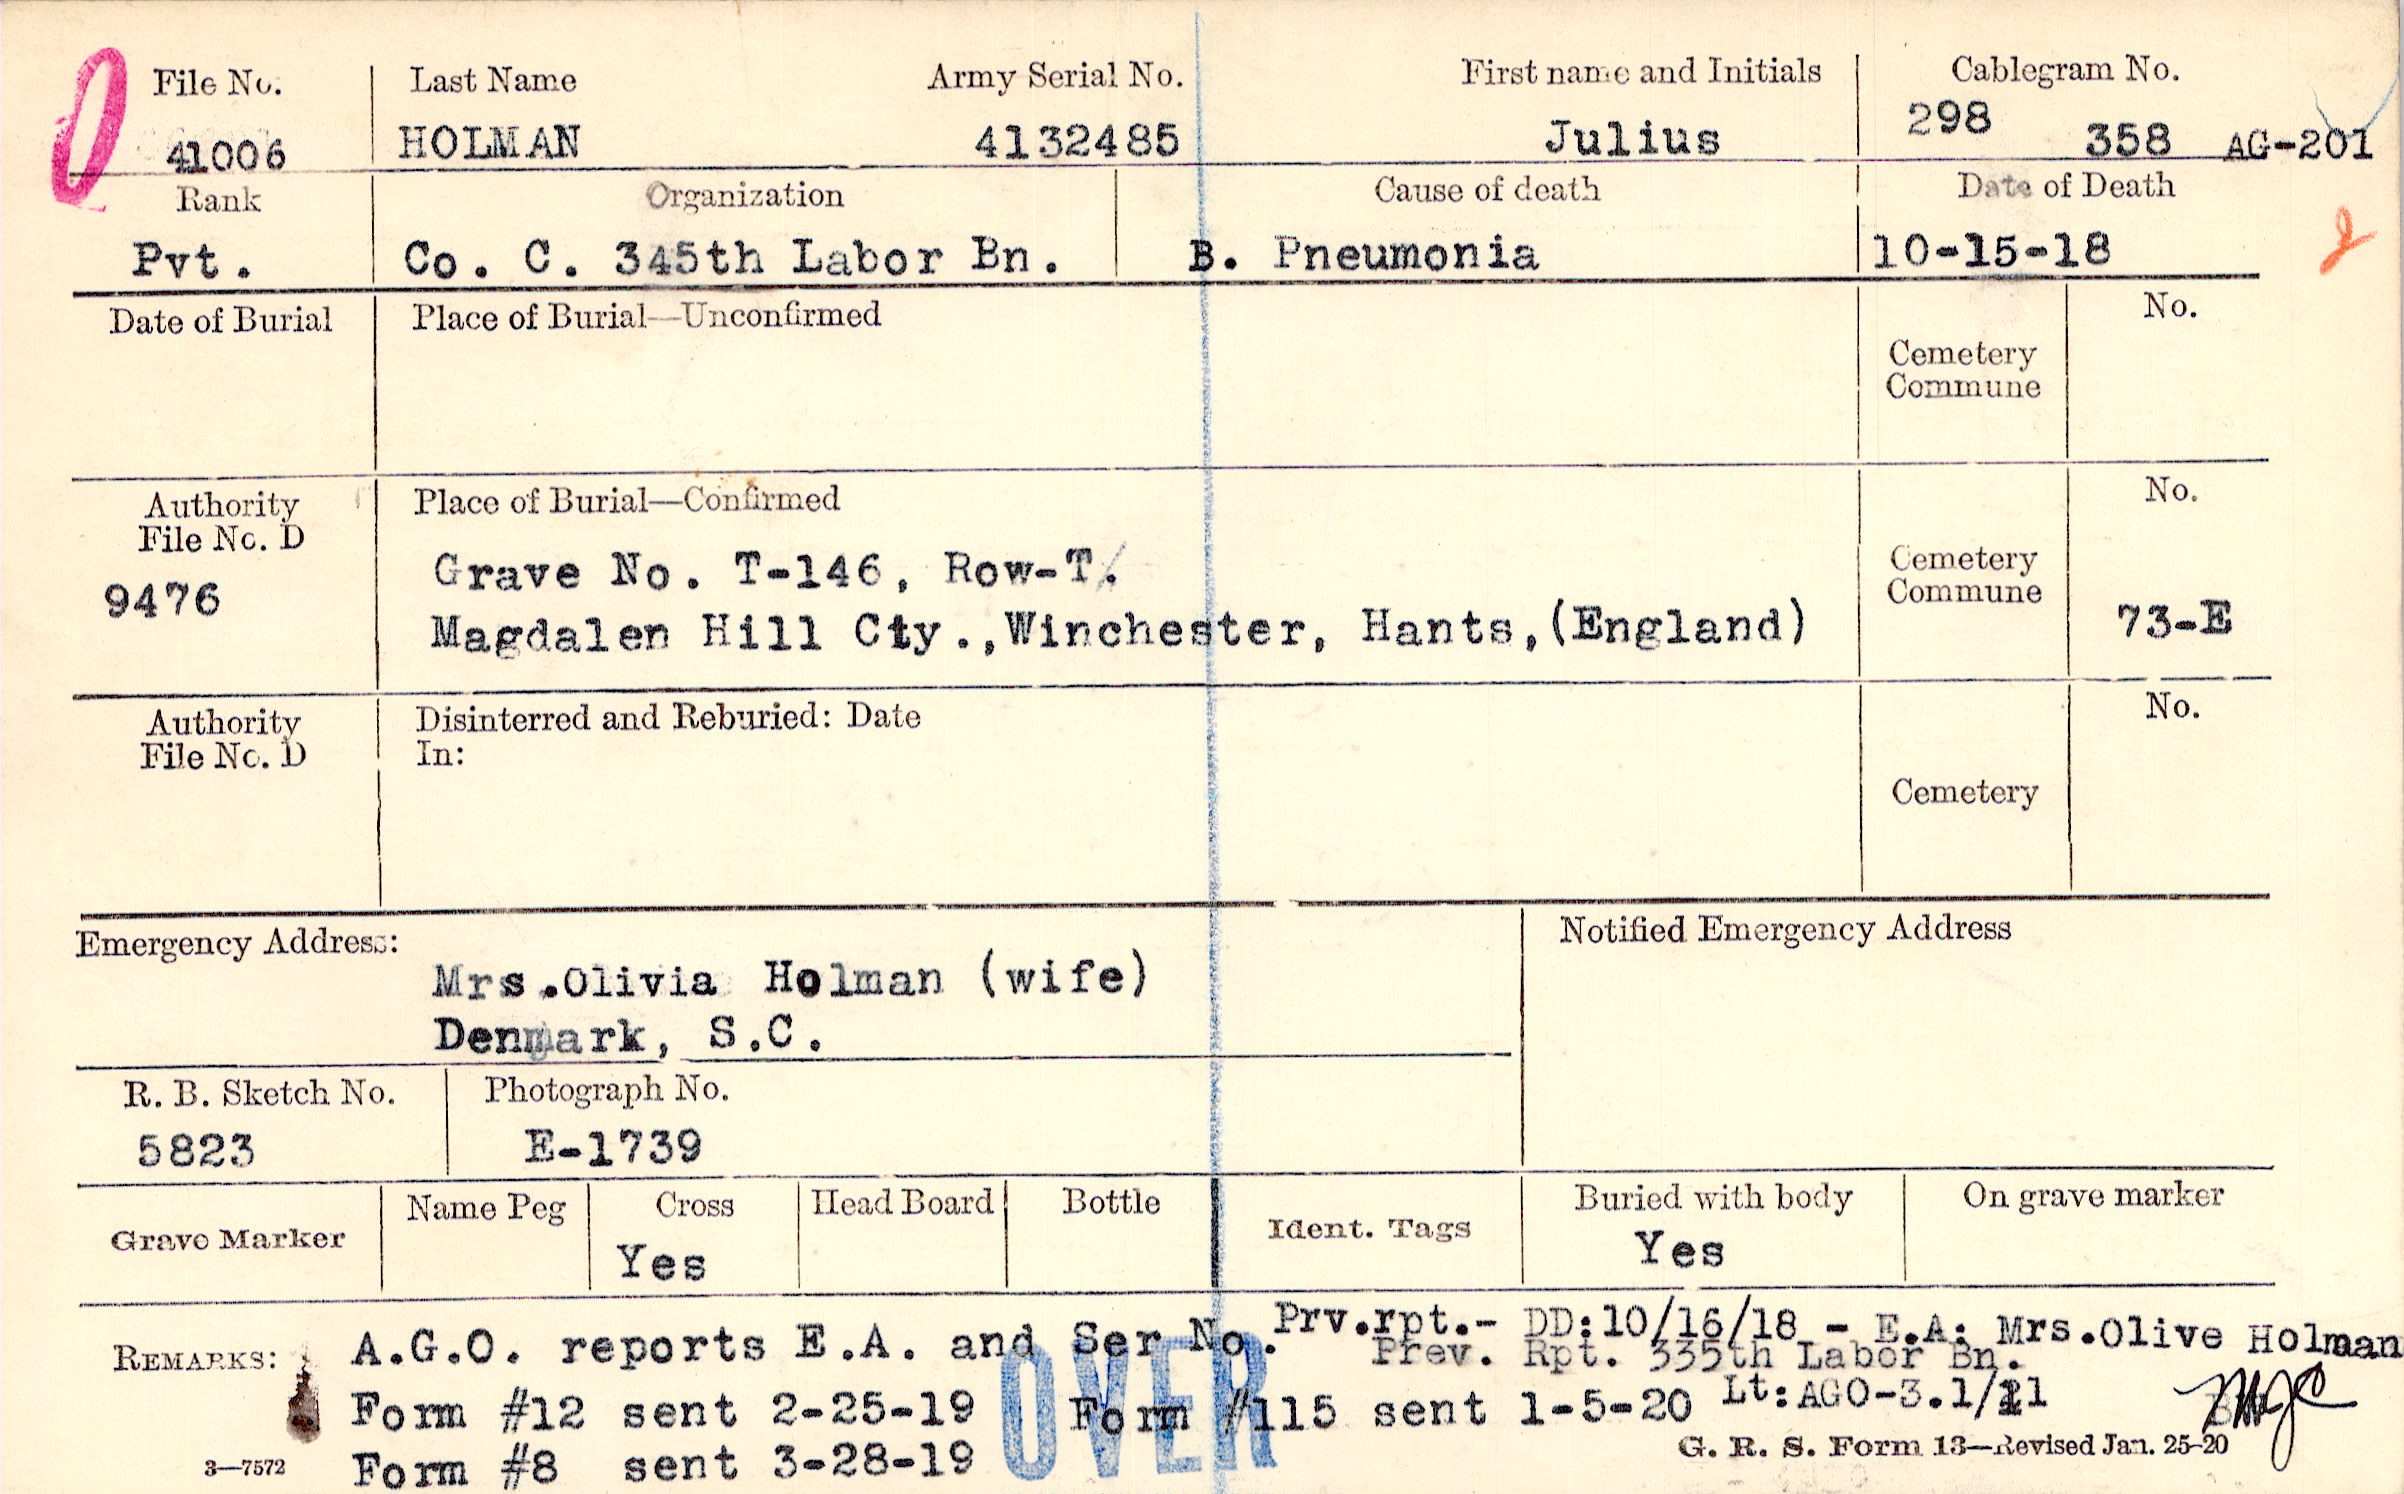 File No. Last Name Army Serial No. First name and Initials Cablegram No.
41006 HOLMAN 4132485 Julius 298 358 AG-201
Rank Organization Cause of death Date of Death
Pvt. Co. C. 345th Labor Bn. B. Pneumonia 10-15-18
Date of Burial Place of Burial—Unconfirmed No.
Cemetery
Commune
Authority Place of Burial—Confirmed No.
File No. D
9476 Grave No. T-146, Row-T.
Cemetery
Commune
Magdalen Hill Cty., Winchester, Hants, (England) 73-E
Authority Disinterred and Reburied: Date No.
File No. D In:
Cemetery
Emergency Address: Notified Emergency Address
Mrs.Olivia Holman (wife)
Denmark, S.C.
R. B. Sketch No. Photograph No.
5823 E-1739
Grave Marker Name Peg Cross Head Board Bottle Ident. Tags Buried with body On grave marker
Yes Yes
REMARKS: A.G.O. reports E.A. and Ser No. Prv.rpt.- DD:10/16/18 - E.A: Mrs.Olive Holman
Prev. Rpt. 335th Labor Bn.
Form #12 sent 2-25-19 Form #115 sent 1-5-20 Lt:AGO-3.1/21
OVER
Form #8 sent 3-28-19
3—7572 G. R. S. Form 13—Revised Jan. 25-20